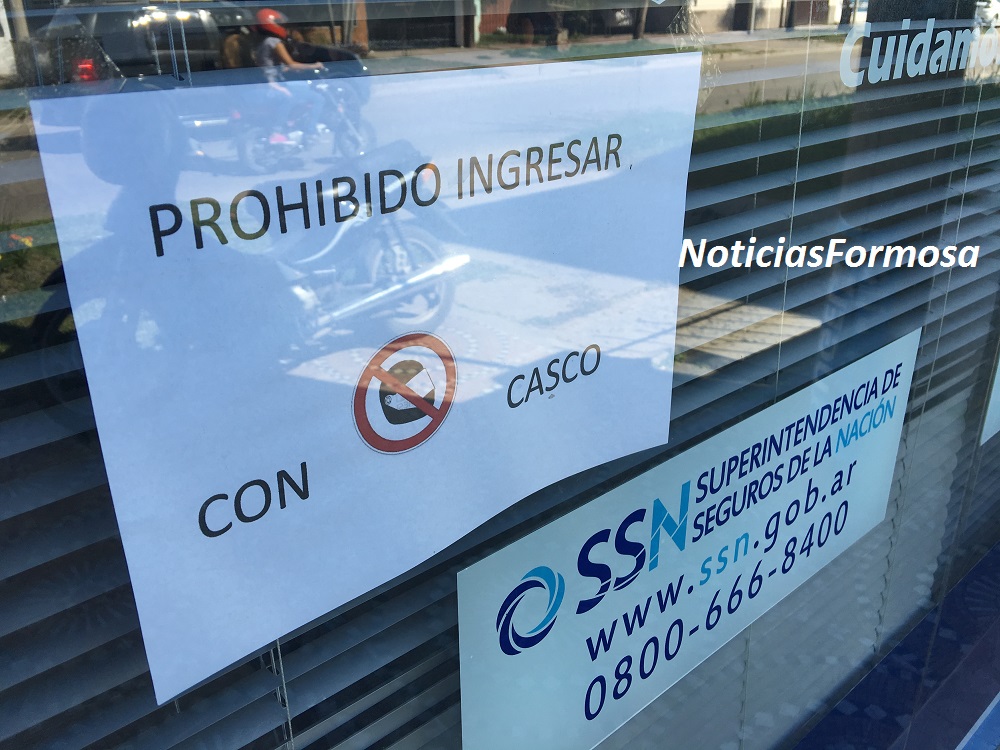 Cuidam
PROHIBIDO INGRESAR
NoticiasFormosa
CON CASCO
SSN SUPERINTENDENCIA DE
SEGUROS DE LA NACIÓN
www.ssn.gob.ar
0800-666-8400